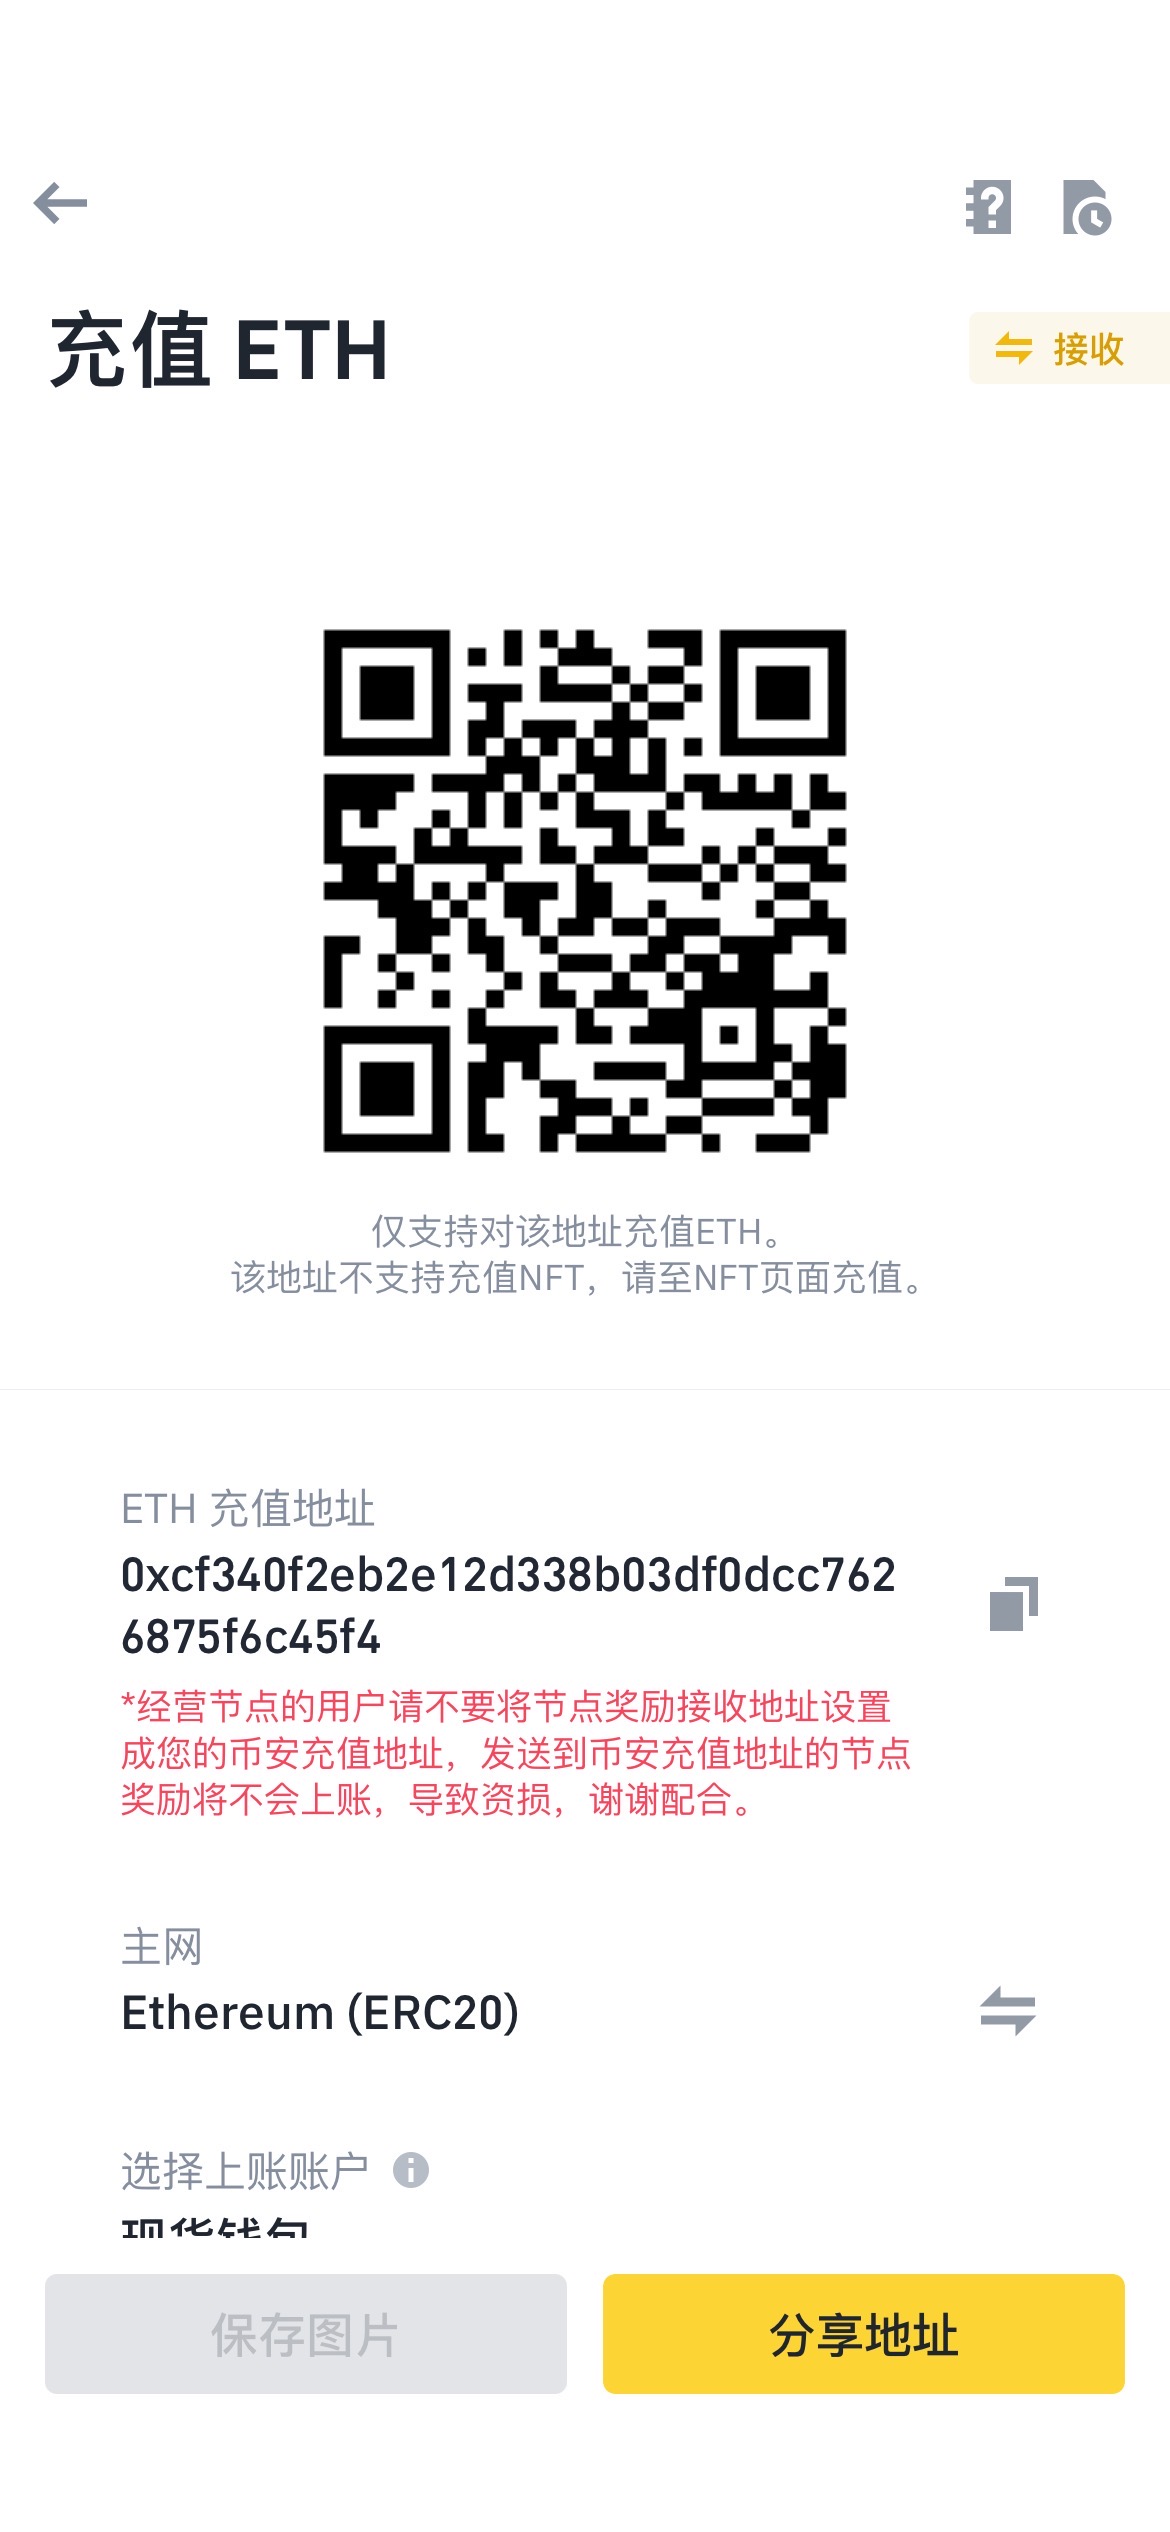 充值 ETH
接收
仅支持对该地址充值ETH。
该地址不支持充值NFT，请至NFT页面充值。
ETH 充值地址
0xcf340f2eb2e12d338b03df0dcc762
6875f6c45f4
*经营节点的用户请不要将节点奖励接收地址设置
成您的币安充值地址，发送到币安充值地址的节点
奖励将不会上账，导致资损，谢谢配合。
主网
Ethereum (ERC20)
选择上账账户
现货钱包
保存图片
分享地址